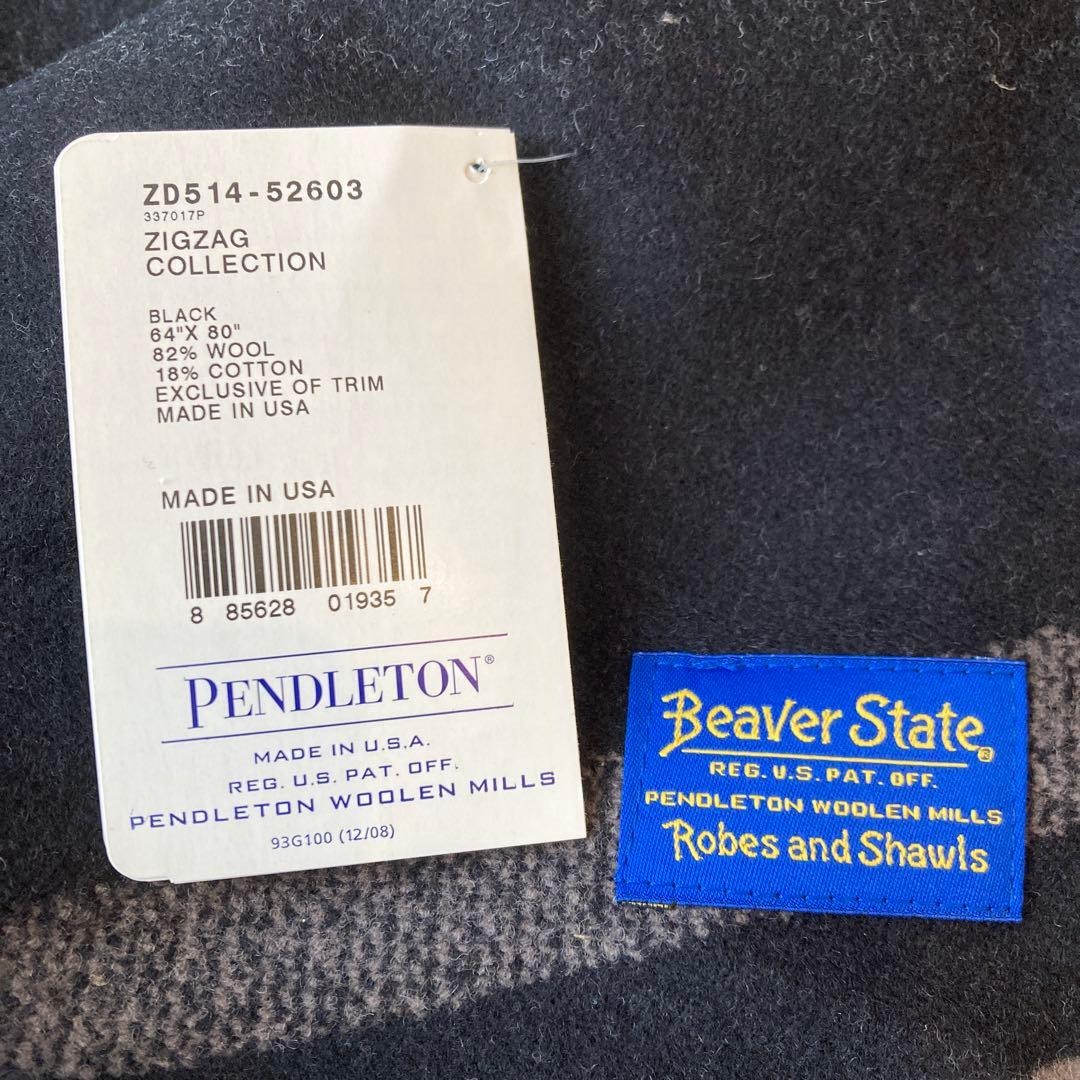 ZD514-52603
337017P
ZIGZAG
COLLECTION
BLACK
64"X 80"
82% WOOL
18% COTTON
EXCLUSIVE OF TRIM
MADE IN USA
MADE IN USA
8 85628 01935 7
PENDLETON®
MADE IN U.S.A.
REG. U.S. PAT. OFF.
PENDLETON WOOLEN MILLS
93G100 (12/08)
Beaver State®
REG. U.S. PAT. OFF.
PENDLETON WOOLEN MILLS
Robes and Shawls